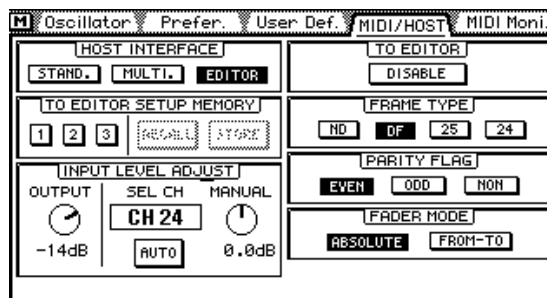 M Oscillator Prefer. User Def. MIDI/HOST MIDI Moni.
HOST INTERFACE
STAND. MULTI. EDITOR
TO EDITOR SETUP MEMORY
1 2 3 RECALL STORE
INPUT LEVEL ADJUST
OUTPUT SEL CH MANUAL
CH 24
-14dB AUTO 0.0dB
TO EDITOR
DISABLE
FRAME TYPE
ND DF 25 24
PARITY FLAG
EVEN ODD NON
FADER MODE
ABSOLUTE FROM-TO